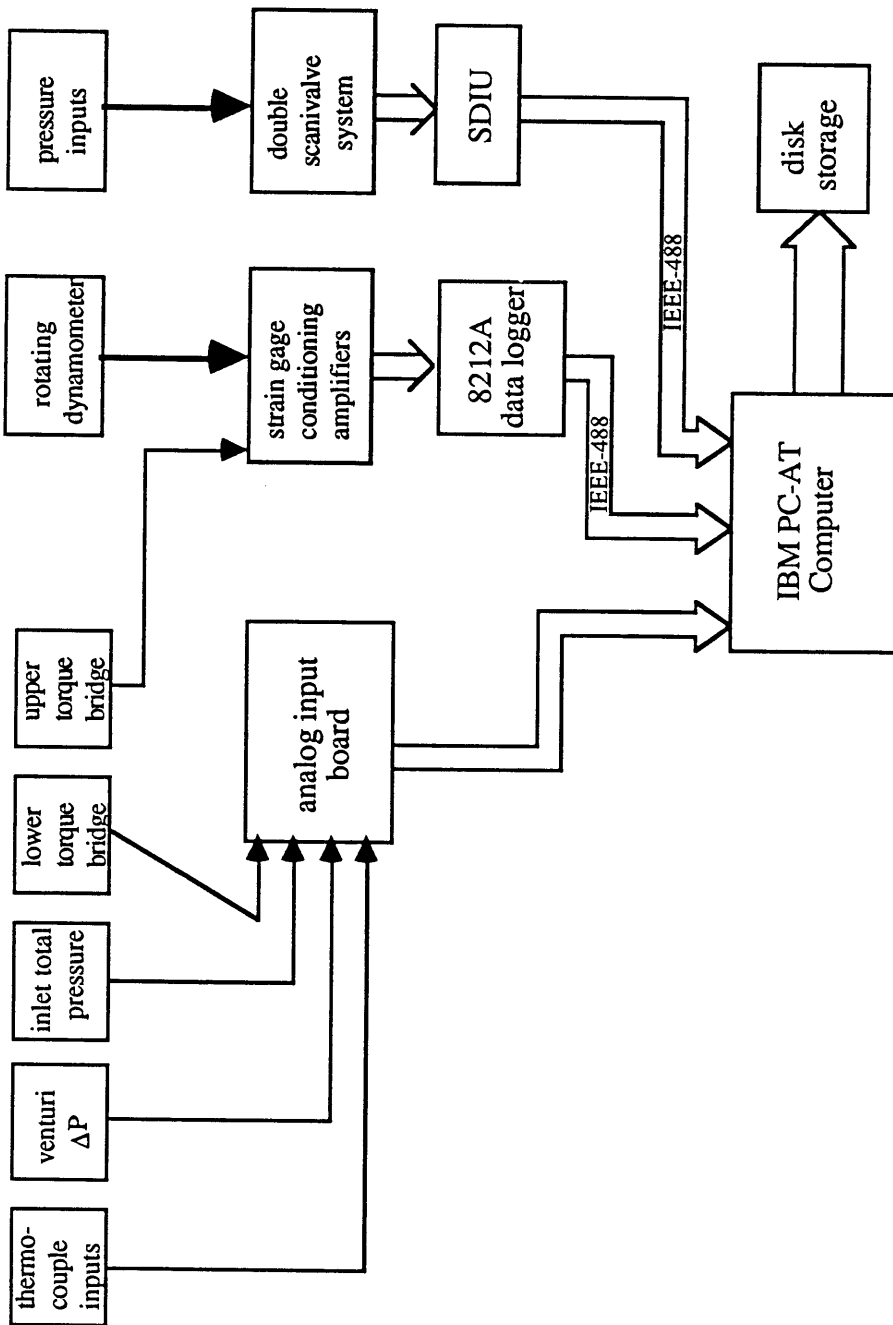 thermo-
couple
inputs
venturi
ΔP
inlet total
pressure
lower
torque
bridge
upper
torque
bridge
rotating
dynamometer
pressure
inputs
analog input
board
strain gage
conditioning
amplifiers
double
scanivalve
system
8212A
data logger
SDIU
IEEE-488
IEEE-488
IBM PC-AT
Computer
disk
storage